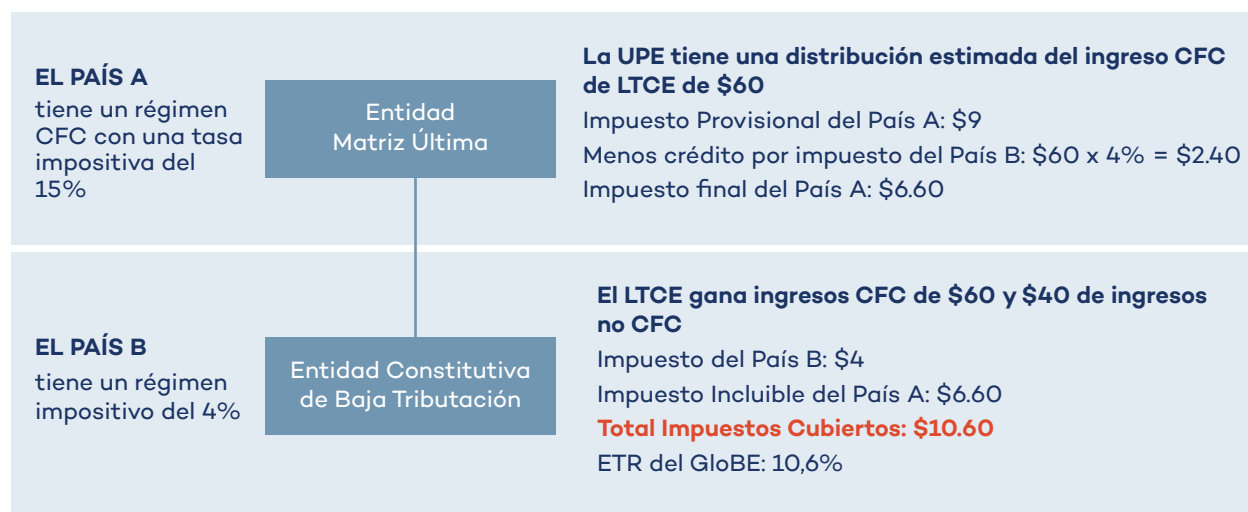 EL PAÍS A
tiene un régimen
CFC con una tasa
impositiva del
15%
Entidad
Matriz Última
La UPE tiene una distribución estimada del ingreso CFC
de LTCE de $60
Impuesto Provisional del País A: $9
Menos crédito por impuesto del País B: $60 x 4% = $2.40
Impuesto final del País A: $6.60
EL PAÍS B
tiene un régimen
impositivo del 4%
Entidad Constitutiva
de Baja Tributación
El LTCE gana ingresos CFC de $60 y $40 de ingresos
no CFC
Impuesto del País B: $4
Impuesto Incluible del País A: $6.60
Total Impuestos Cubiertos: $10.60
ETR del GloBE: 10,6%